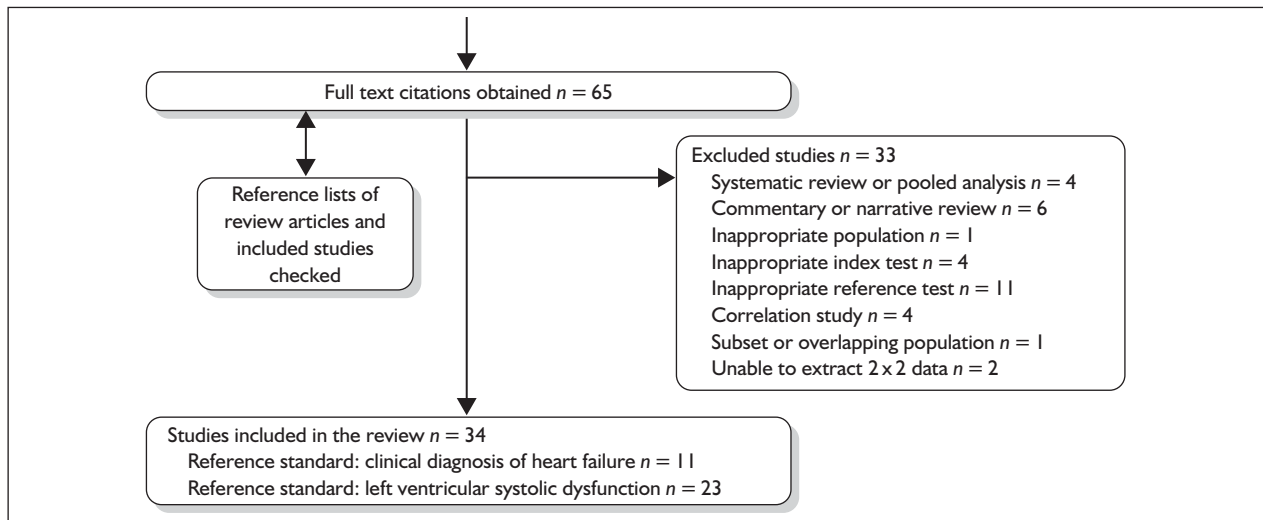 Full text citations obtained n = 65
Reference lists of
review articles and
included studies
checked
Excluded studies n = 33
Systematic review or pooled analysis n = 4
Commentary or narrative review n = 6
Inappropriate population n = 1
Inappropriate index test n = 4
Inappropriate reference test n = 11
Correlation study n = 4
Subset or overlapping population n = 1
Unable to extract 2 x 2 data n = 2
Studies included in the review n = 34
Reference standard: clinical diagnosis of heart failure n = 11
Reference standard: left ventricular systolic dysfunction n = 23